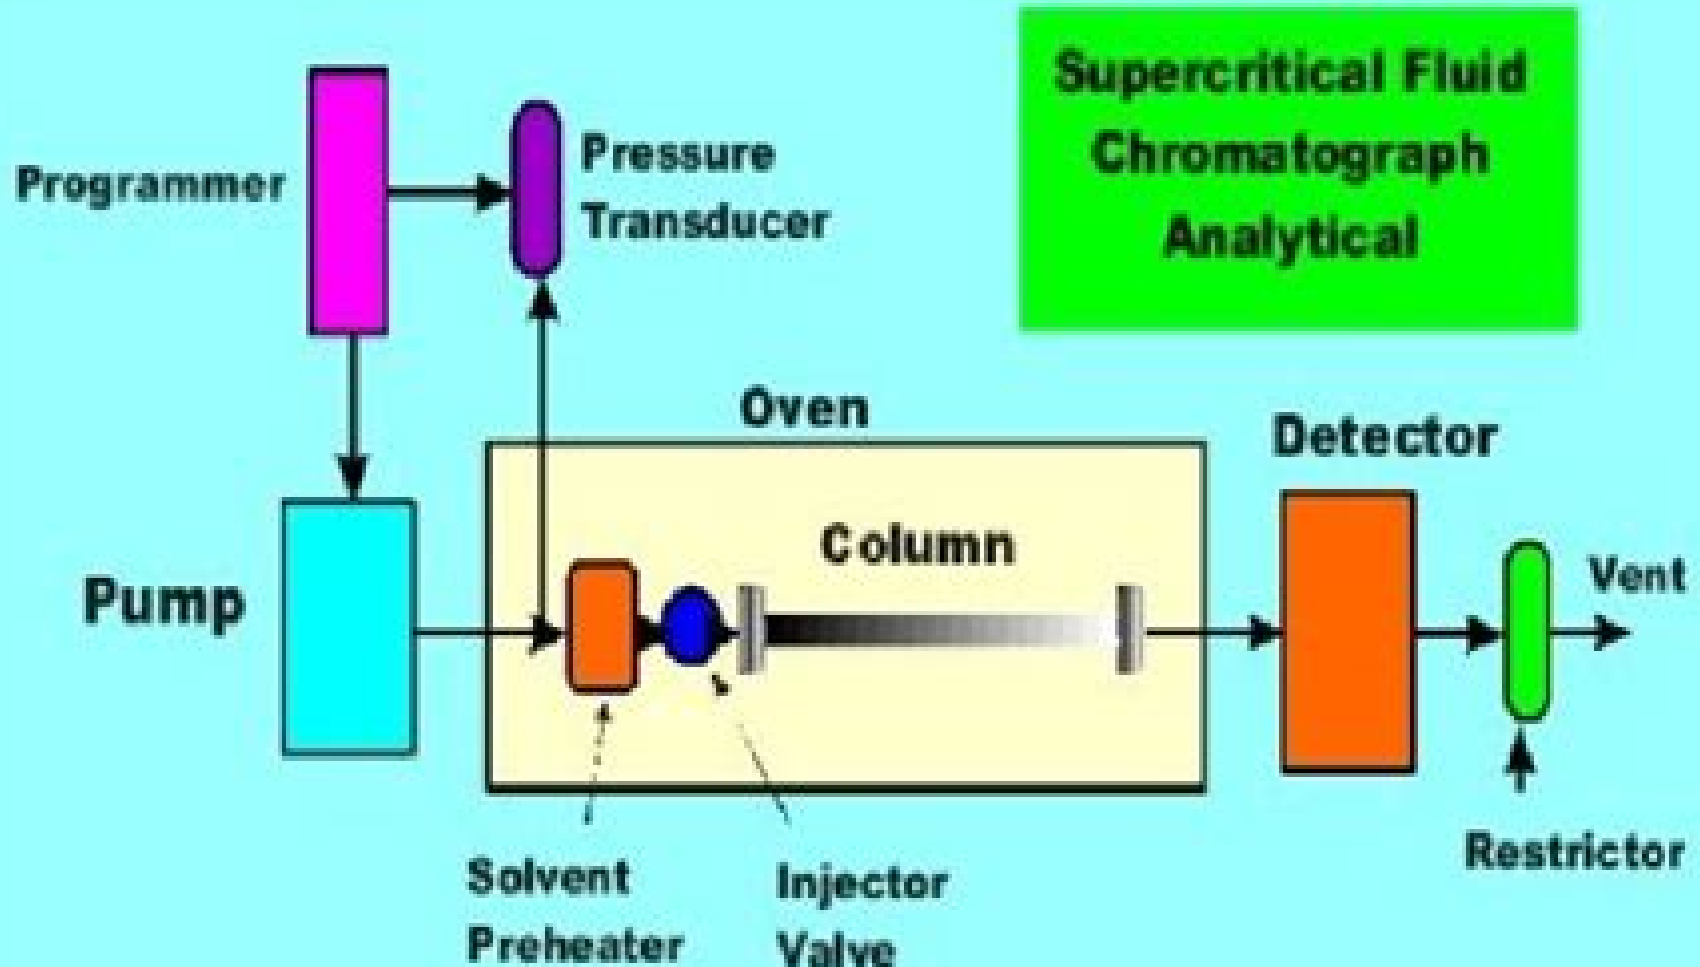 Supercritical Fluid
Chromatograph
Analytical
Programmer
Pressure
Transducer
Oven
Detector
Column
Pump
Vent
Restrictor
Solvent
Preheater
Injector
Valve